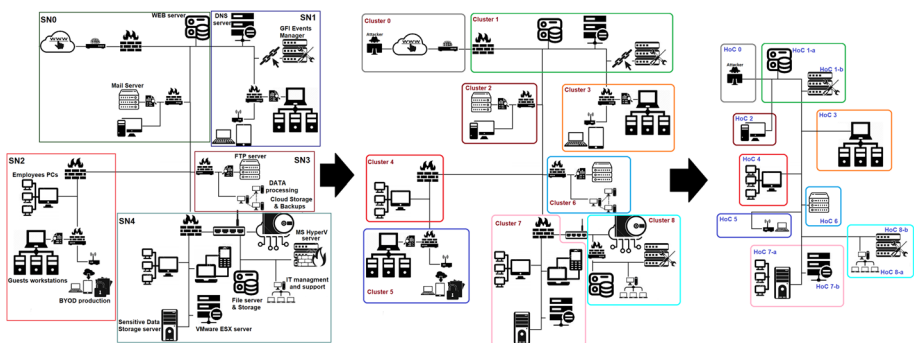 SN0
WEB server
DNS
server
SN1
GFI Events
Manager
www
Mail Server
SN2
Employees PCs
Guests workstations
BYOD production
FTP server
SN3
DATA
processing
Cloud Storage
& Backups
SN4
MS HyperV
server
IT managment
and support
File server
& Storage
Sensitive Data
Storage server
VMware ESX server
Cluster 0
Attacker
www
Cluster 1
Cluster 2
Cluster 3
Cluster 4
Cluster 5
Cluster 6
Cluster 7
Cluster 8
HoC 0
Attacker
HoC 1-a
HoC 1-b
HoC 2
HoC 3
HoC 4
HoC 5
HoC 6
HoC 7-a
HoC 7-b
HoC 8-b
HoC 8-a